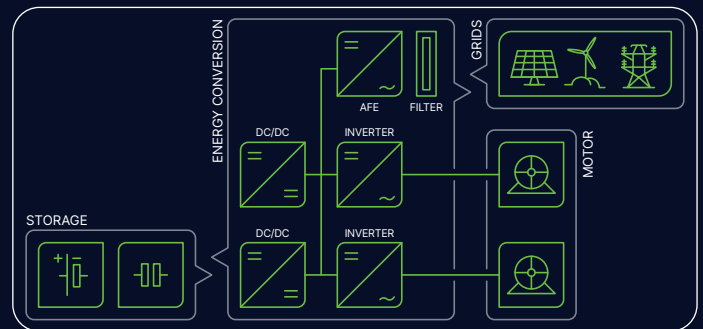 ENERGY CONVERSION
GRIDS
AFE
FILTER
DC/DC
INVERTER
MOTOR
STORAGE
DC/DC
INVERTER